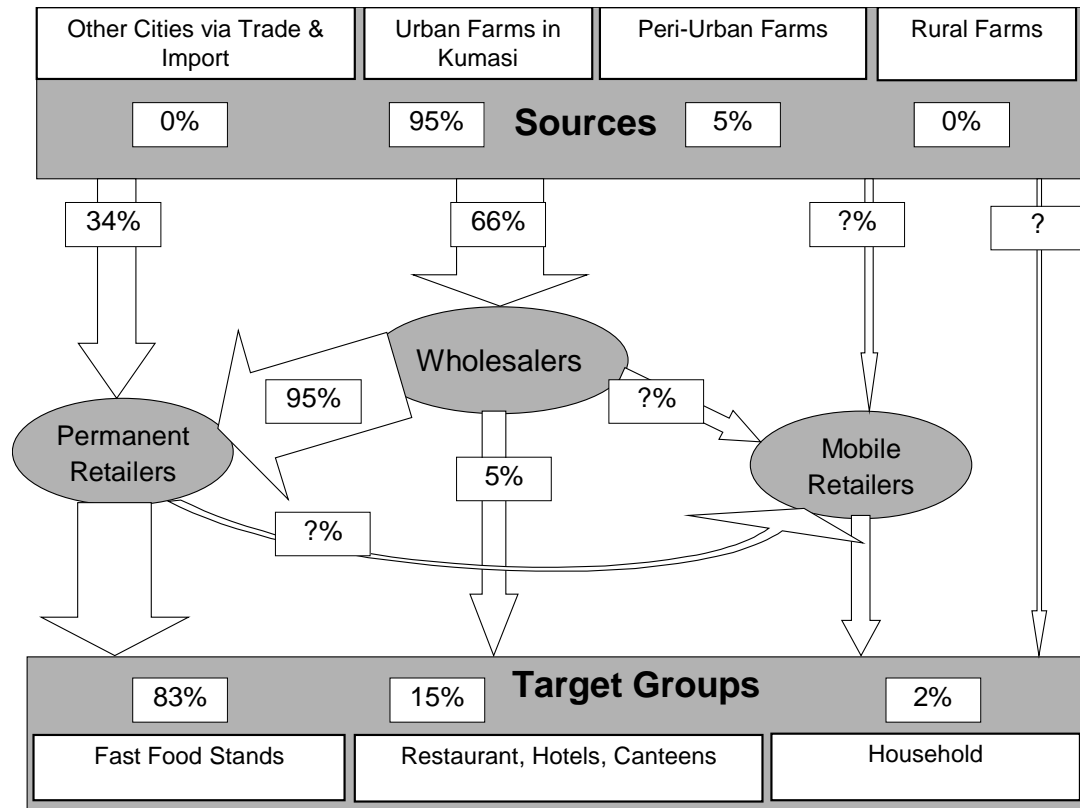 Other Cities via Trade &
Import
Urban Farms in
Kumasi
Peri-Urban Farms
Rural Farms
0%
95%
Sources
5%
0%
34%
66%
?%
?
Wholesalers
95%
?%
Permanent
Retailers
5%
Mobile
Retailers
?%
Target Groups
83%
15%
2%
Fast Food Stands
Restaurant, Hotels, Canteens
Household